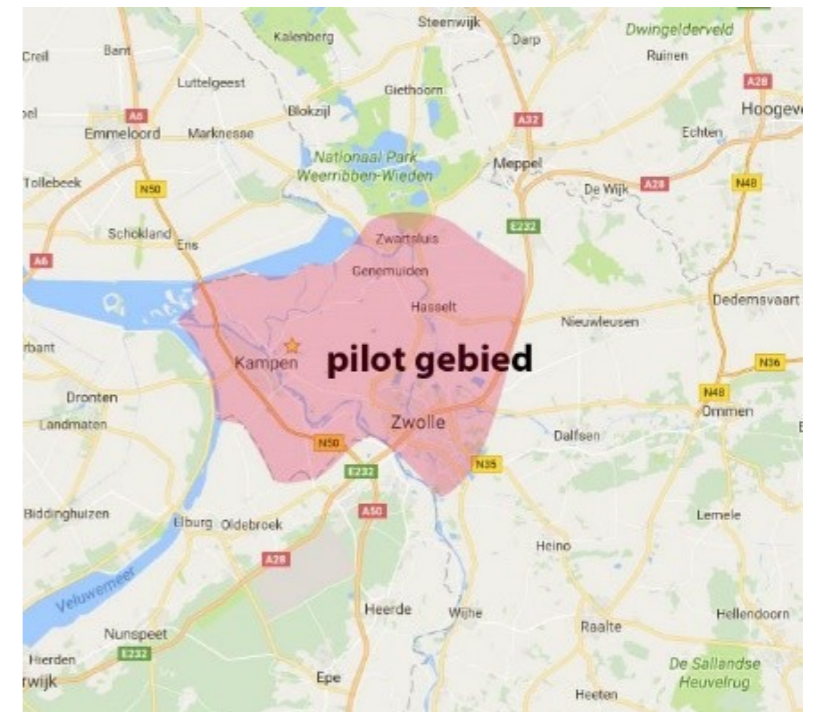 Steenwijk
Kalenberg
Dwingelderveld
Darp
Creil
Bant
Ruinen
Luttelgeest
Giethoorn
A28
Blokzijl
Hoogev
A6
A32
Emmeloord
Marknesse
Echten
Nationaal Park
Weerribben-Wieden
Meppel
Tollebeek
N50
De Wijk
A28
N48
Schokland
Ens
E232
Zwartsluis
A6
Genemuiden
Hasselt
Dedemsvaart
Nieuwleusen
rbant
Kampen
pilot gebied
N36
Dronten
N48
Ommen
Landmaten
Zwolle
Dalfsen
N50
N35
E232
Biddinghuizen
A50
Lemele
Elburg
Oldebroek
Heino
A28
Veluwemeer
Heerde
Wijhe
Hellendoorn
Nunspeet
Raalte
E232
Hierden
De Sallandse
Heuvelrug
rwijk
Epe
Heeten